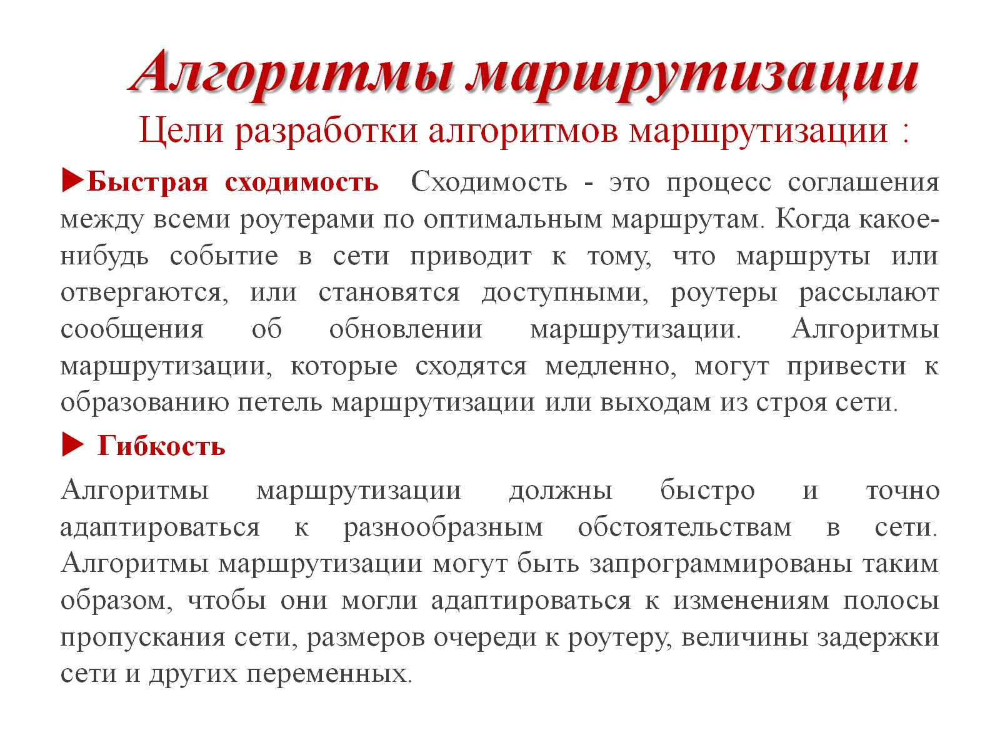 Алгоритмы маршрутизации
Цели разработки алгоритмов маршрутизации :
Быстрая сходимость Сходимость - это процесс соглашения
между всеми роутерами по оптимальным маршрутам. Когда какое-
нибудь событие в сети приводит к тому, что маршруты или
отвергаются, или становятся доступными, роутеры рассылают
сообщения об обновлении маршрутизации. Алгоритмы
маршрутизации, которые сходятся медленно, могут привести к
образованию петель маршрутизации или выходам из строя сети.
Гибкость
Алгоритмы маршрутизации должны быстро и точно
адаптироваться к разнообразным обстоятельствам в сети.
Алгоритмы маршрутизации могут быть запрограммированы таким
образом, чтобы они могли адаптироваться к изменениям полосы
пропускания сети, размеров очереди к роутеру, величины задержки
сети и других переменных.